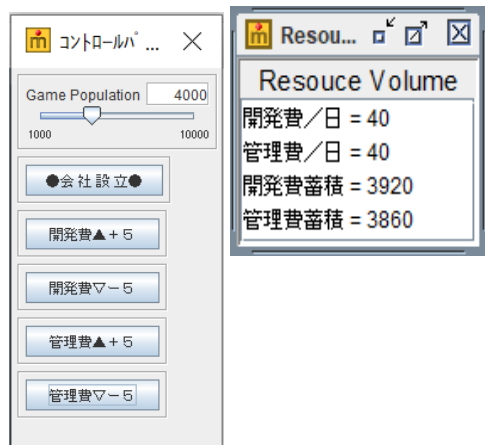 コントロールパ ...
Game Population 4000
1000 10000
●会社設立●
開発費▲+5
開発費▽-5
管理費▲+5
管理費▽-5
Resou...
Resouce Volume
開発費/日 = 40
管理費/日 = 40
開発費蓄積 = 3920
管理費蓄積 = 3860